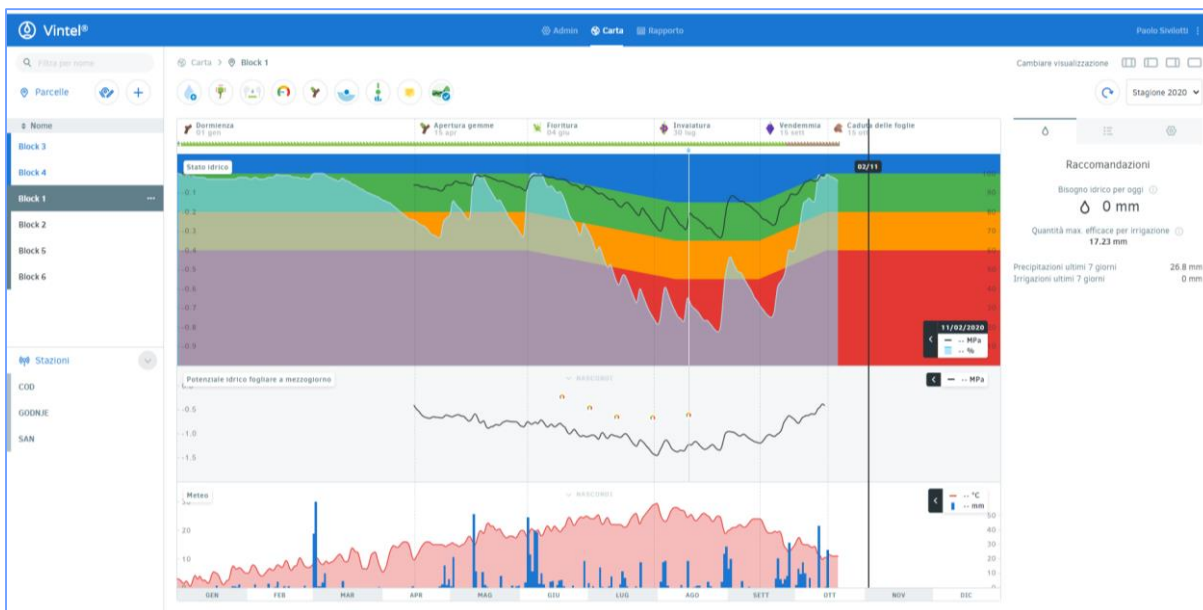 Vintel®
Admin Carta Rapporto
Paolo Sivilotti
Filtra per nome
Parcelle
Nome
Block 3
Block 4
Block 1
Block 2
Block 5
Block 6
Stazioni
COD
GODNJE
SAN
Carta > Block 1
Cambiare visualizzazione
Stagione 2020
Dormienza
01 gen
Apertura gemme
15 apr
Fioritura
04 giu
Invaiatura
30 lug
Vendemmia
15 sett
Caduta delle foglie
15 ott
Stato idrico
02/11
-0.1
-0.2
-0.3
-0.4
-0.5
-0.6
-0.7
-0.8
-0.9
100
90
80
70
60
50
40
30
20
11/02/2020
-- MPa
-- %
Potenziale idrico fogliare a mezzogiorno
NASCONDI
-- MPa
-0.5
-1.0
-1.5
Meteo
NASCONDI
-- °C
-- mm
30
20
10
50
40
30
20
10
0
GEN FEB MAR APR MAG GIU LUG AGO SETT OTT NOV DIC
Raccomandazioni
Bisogno idrico per oggi
0 mm
Quantità max. efficace per irrigazione
17.23 mm
Precipitazioni ultimi 7 giorni 26.8 mm
Irrigazioni ultimi 7 giorni 0 mm